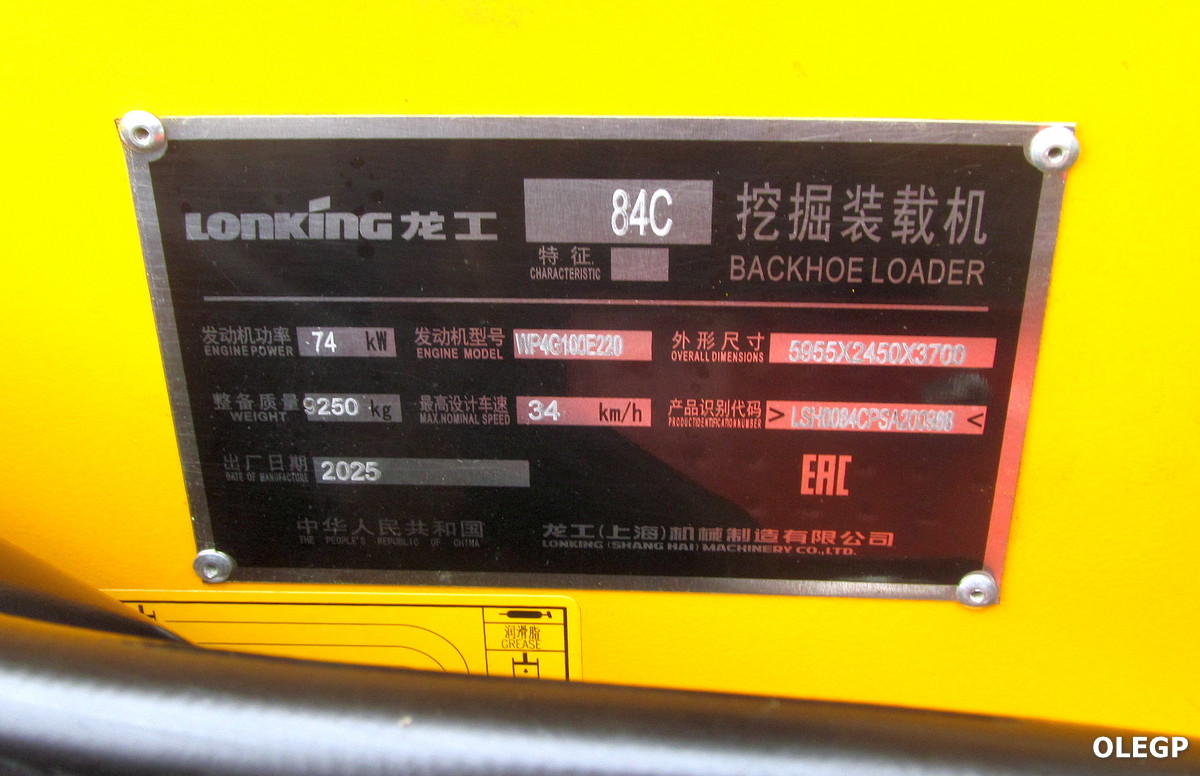 LONKING 龙工
84C
挖掘装载机
特征
CHARACTERISTIC
BACKHOE LOADER
发动机功率
ENGINE POWER
74 kW
发动机型号
ENGINE MODEL
WP4G100E220
外形尺寸
OVERALL DIMENSIONS
5955X2450X3700
整备质量
WEIGHT
9250 kg
最高设计车速
MAX.NOMINAL SPEED
34 km/h
产品识别代码
PRODUCTIDENTIFICATIONNUMBER
> <
出厂日期
DATE OF MANUFACTURE
2025
EAC
中华人民共和国
THE PEOPLE'S REPUBLIC OF CHINA
龙工(上海)机械制造有限公司
LONKING (SHANG HAI) MACHINERY CO.,LTD.
润滑脂
GREASE
OLEGP